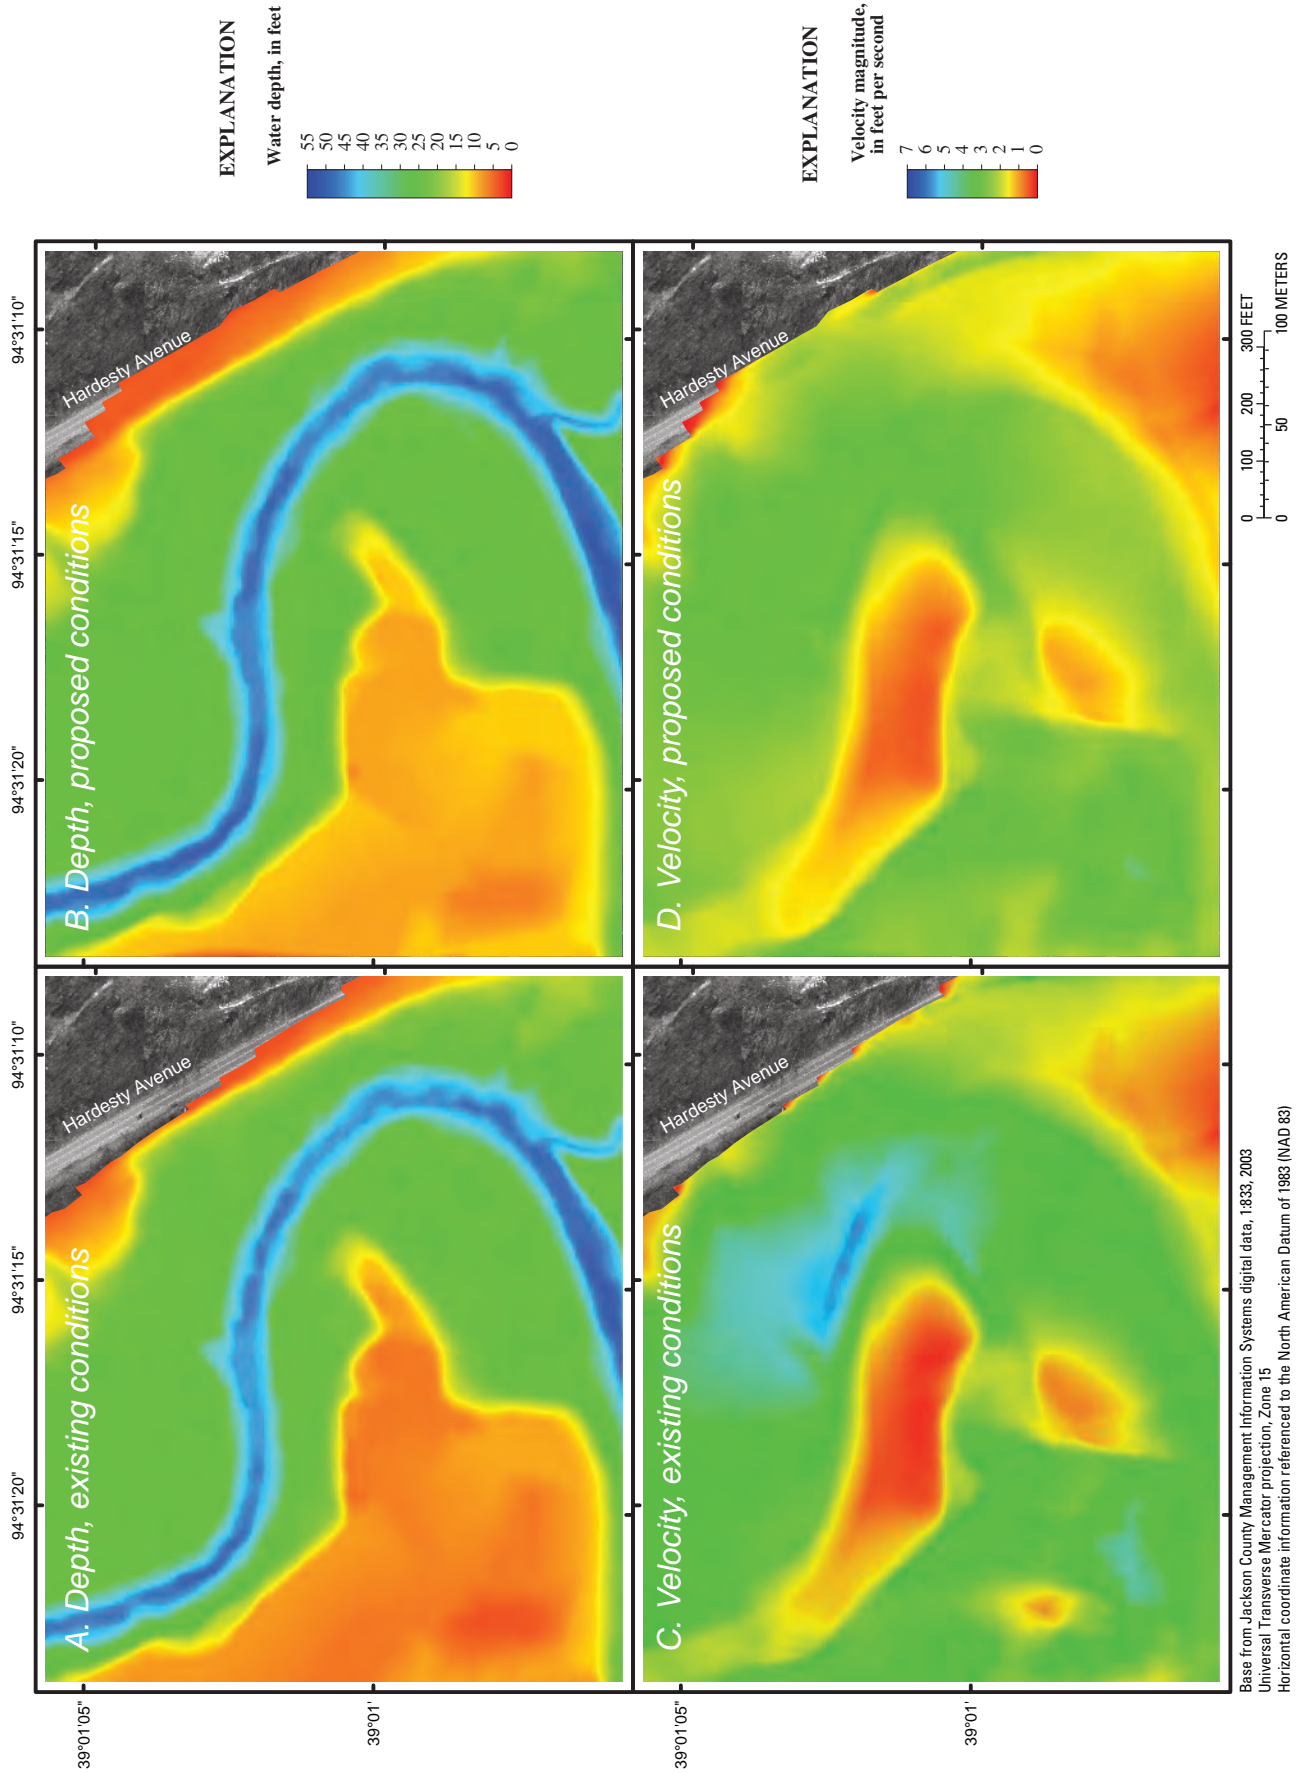 94°31'20"
94°31'15"
94°31'10"
94°31'20"
94°31'15"
94°31'10"
39°01'05"
39°01'
A. Depth, existing conditions
Hardesty Avenue
B. Depth, proposed conditions
Hardesty Avenue
EXPLANATION
Water depth, in feet
55
50
45
40
35
30
25
20
15
10
5
0
39°01'05"
39°01'
C. Velocity, existing conditions
Hardesty Avenue
D. Velocity, proposed conditions
Hardesty Avenue
EXPLANATION
Velocity magnitude,
in feet per second
7
6
5
4
3
2
1
0
Base from Jackson County Management Information Systems digital data, 1:833, 2003
Universal Transverse Mercator projection, Zone 15
Horizontal coordinate information referenced to the North American Datum of 1983 (NAD 83)
0 100 200 300 FEET
0 50 100 METERS